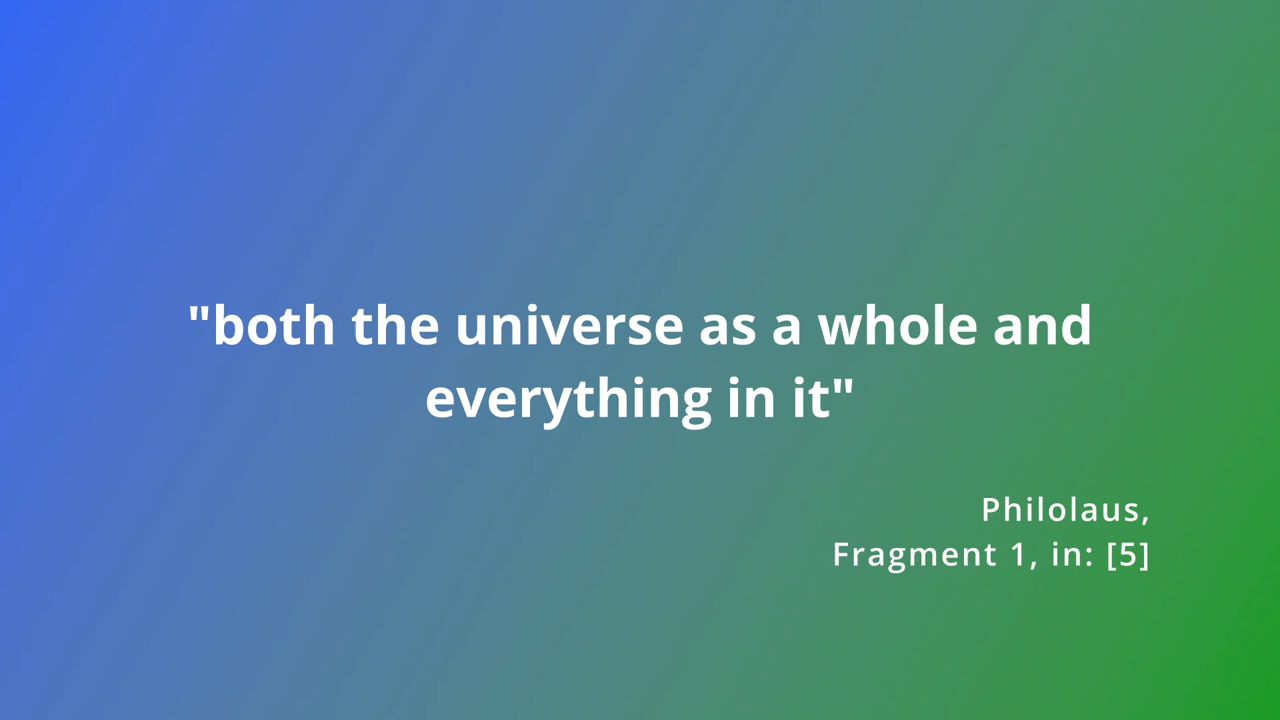 "both the universe as a whole and
everything in it"
Philolaus,
Fragment 1, in: [5]